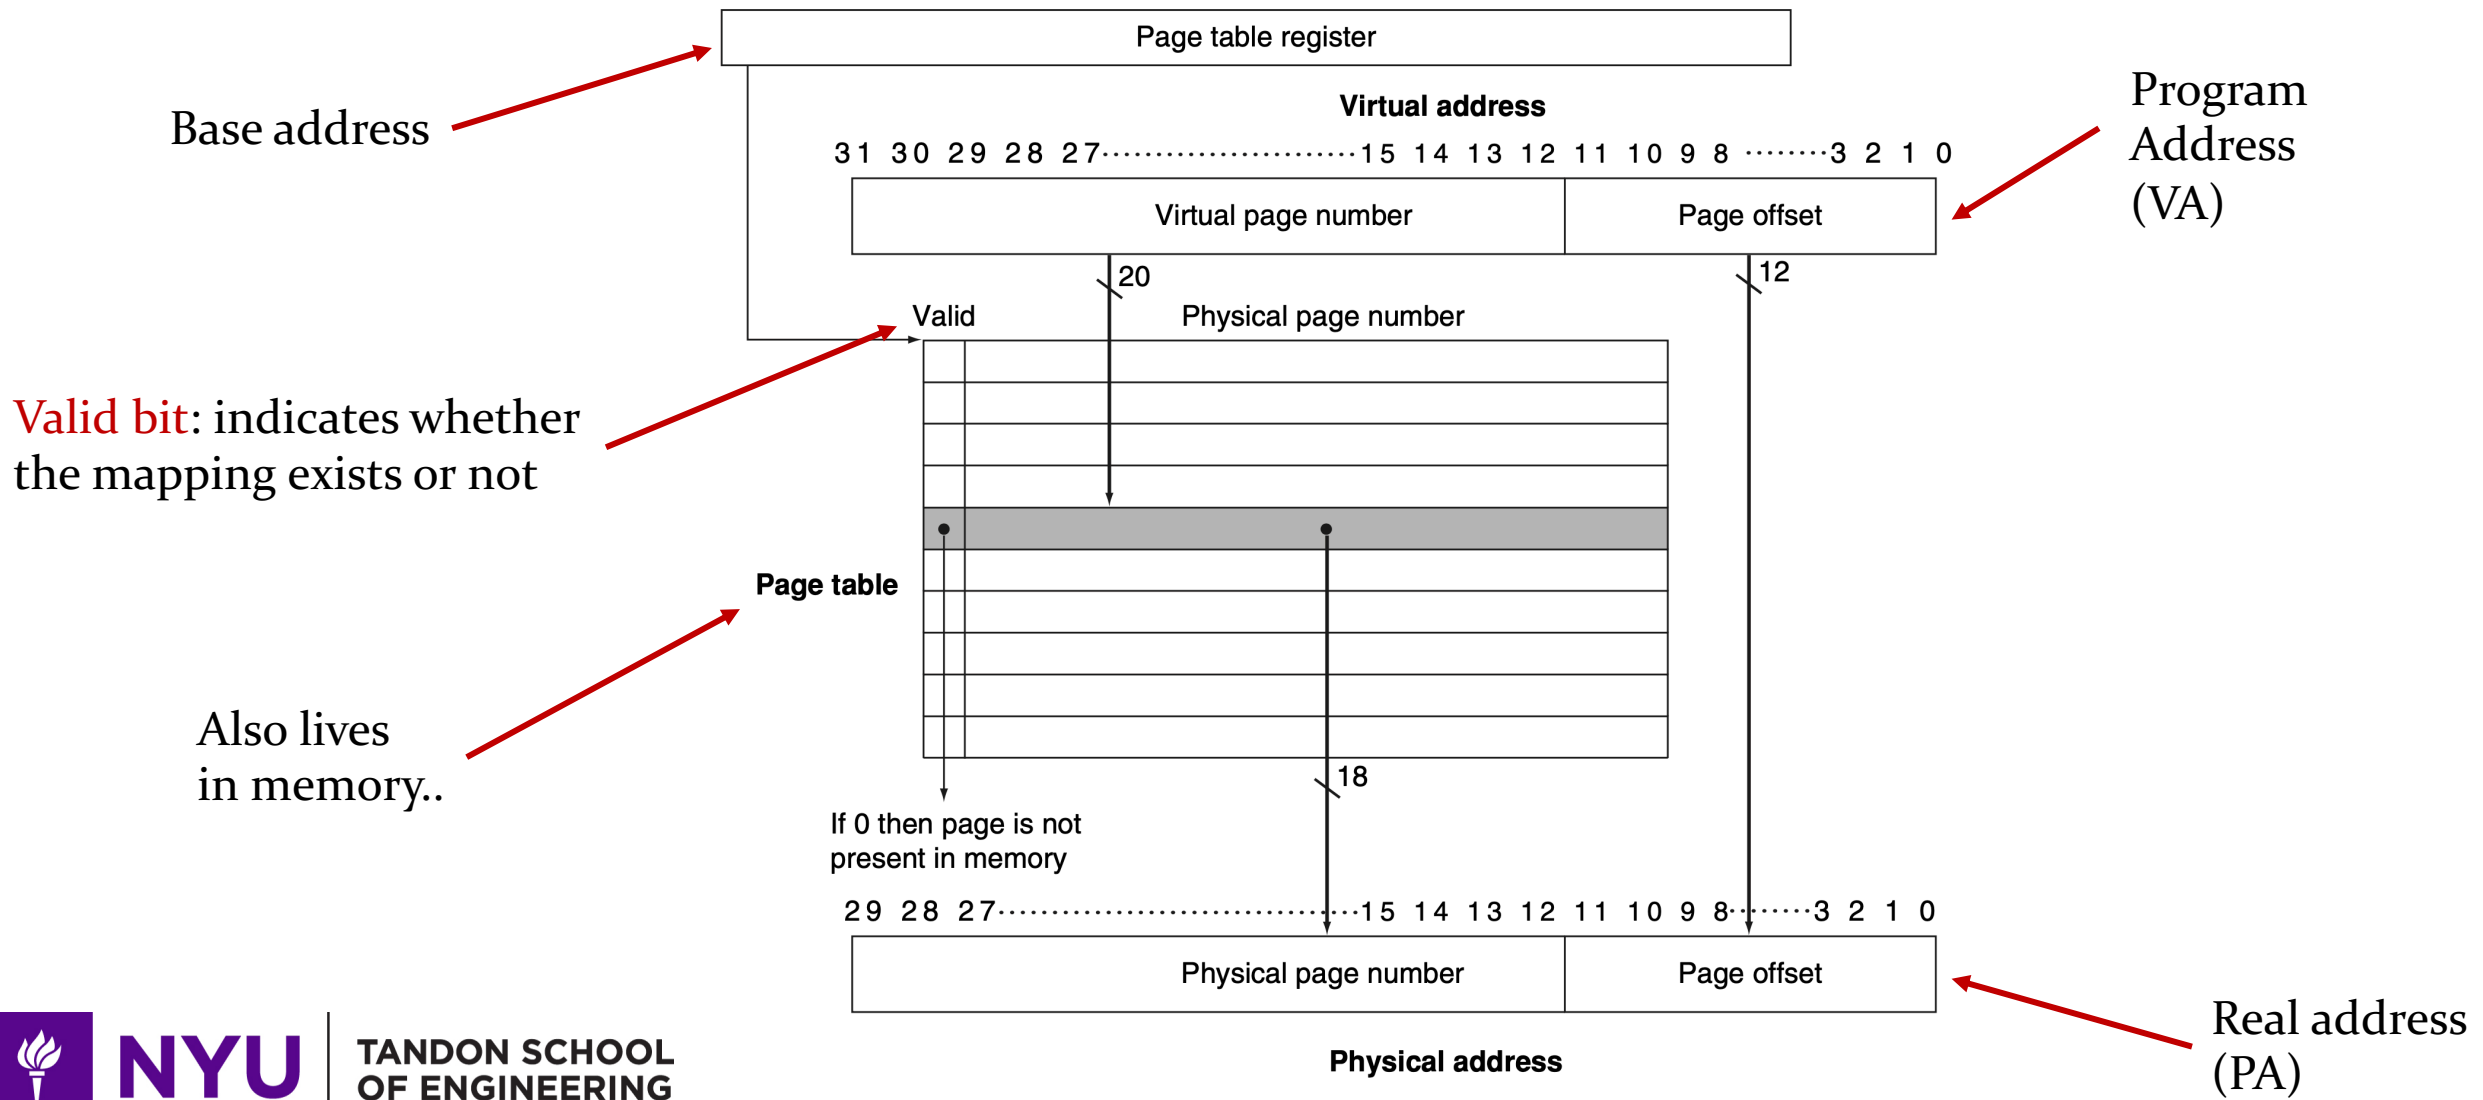 Page table register
Base address
Virtual address
Program
Address
(VA)
31 30 29 28 27························15 14 13 12 11 10 9 8 ········3 2 1 0
Virtual page number
Page offset
20
12
Valid
Physical page number
Valid bit: indicates whether
the mapping exists or not
Page table
Also lives
in memory..
18
If 0 then page is not
present in memory
29 28 27··································15 14 13 12 11 10 9 8········3 2 1 0
Physical page number
Page offset
Physical address
Real address
(PA)
NYU
TANDON SCHOOL
OF ENGINEERING